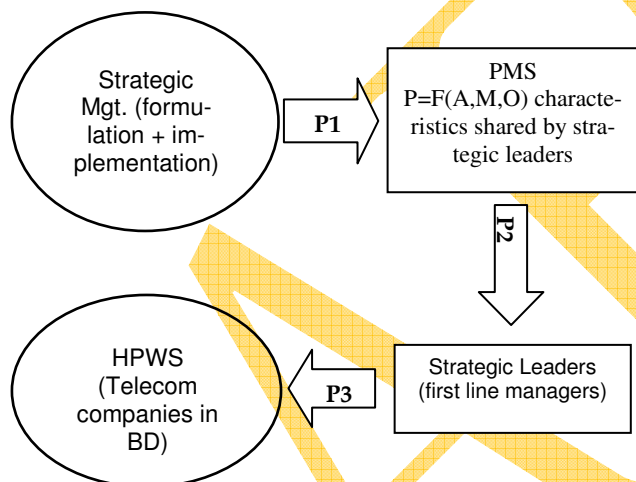 Strategic
Mgt. (formu-
lation + im-
plementation)
P1
PMS
P=F(A,M,O) characte-
ristics shared by stra-
tegic leaders
P2
Strategic Leaders
(first line managers)
P3
HPWS
(Telecom
companies in
BD)